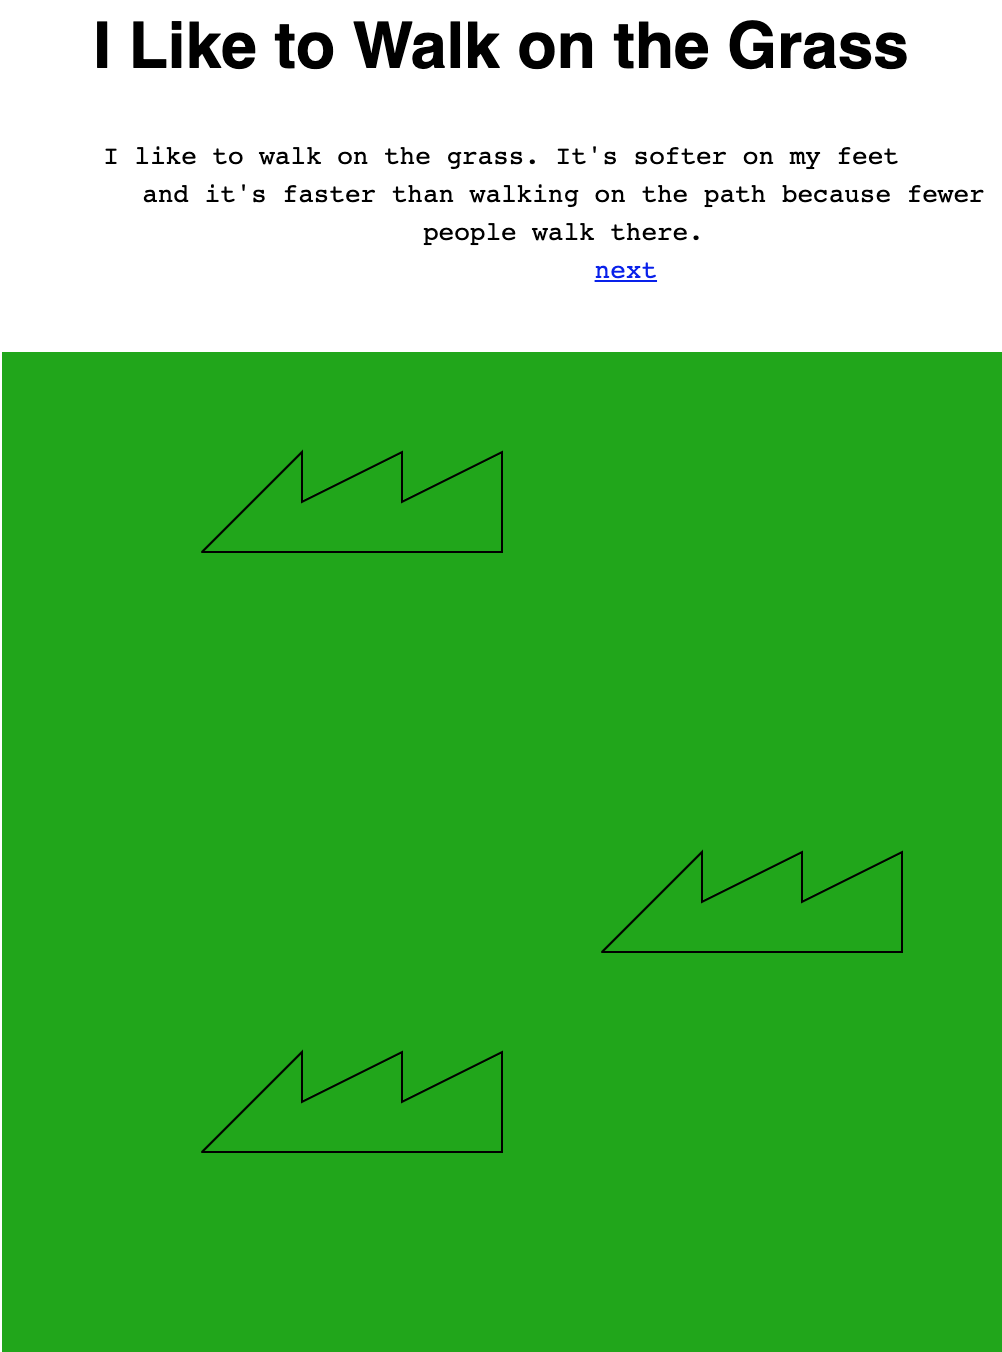 I Like to Walk on the Grass
I like to walk on the grass. It's softer on my feet
and it's faster than walking on the path because fewer
people walk there.
next